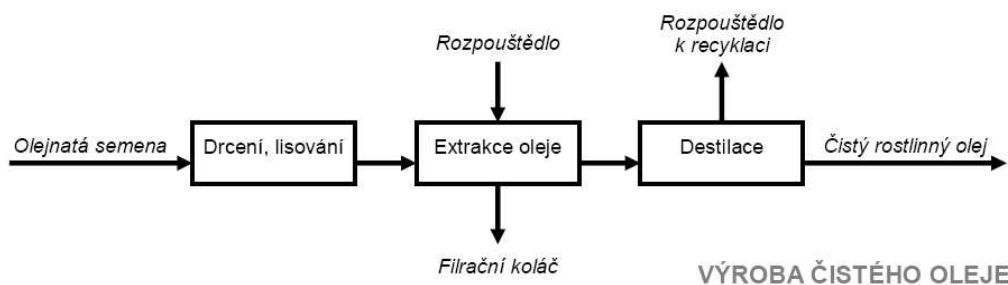 Rozpouštědlo
Rozpouštědlo
k recyklaci
Olejnatá semena
Drcení, lisování
Extrakce oleje
Destilace
Čistý rostlinný olej
Filrační koláč
VÝROBA ČISTÉHO OLEJE